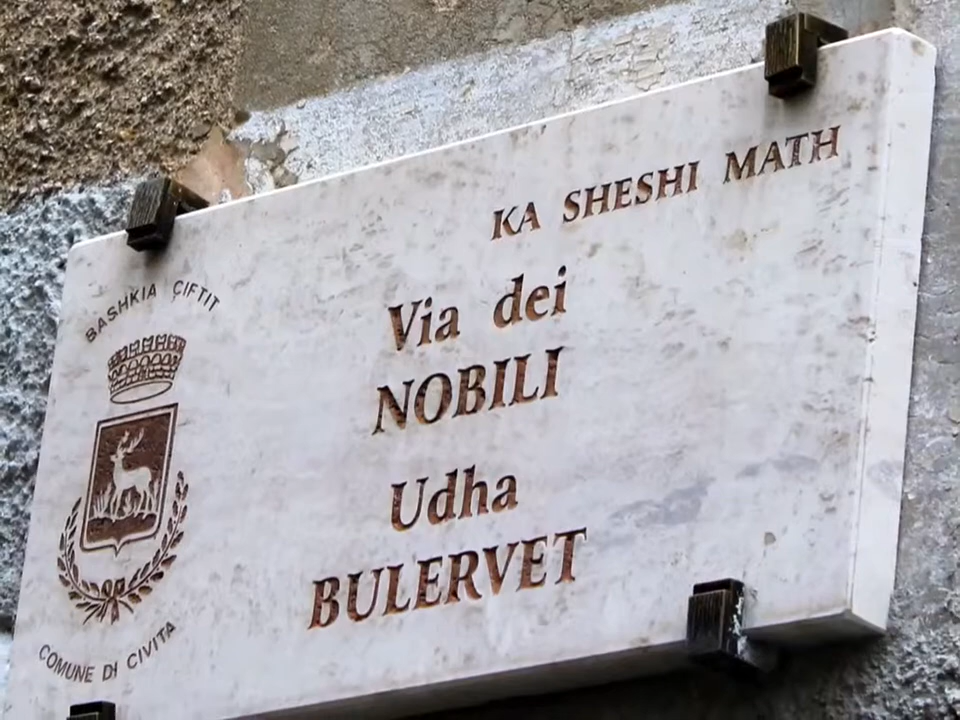 KA SHESHI MATH
BASHKIA ÇIFTIT
Via dei
NOBILI
Udha
BULERVET
COMUNE DI CIVITA